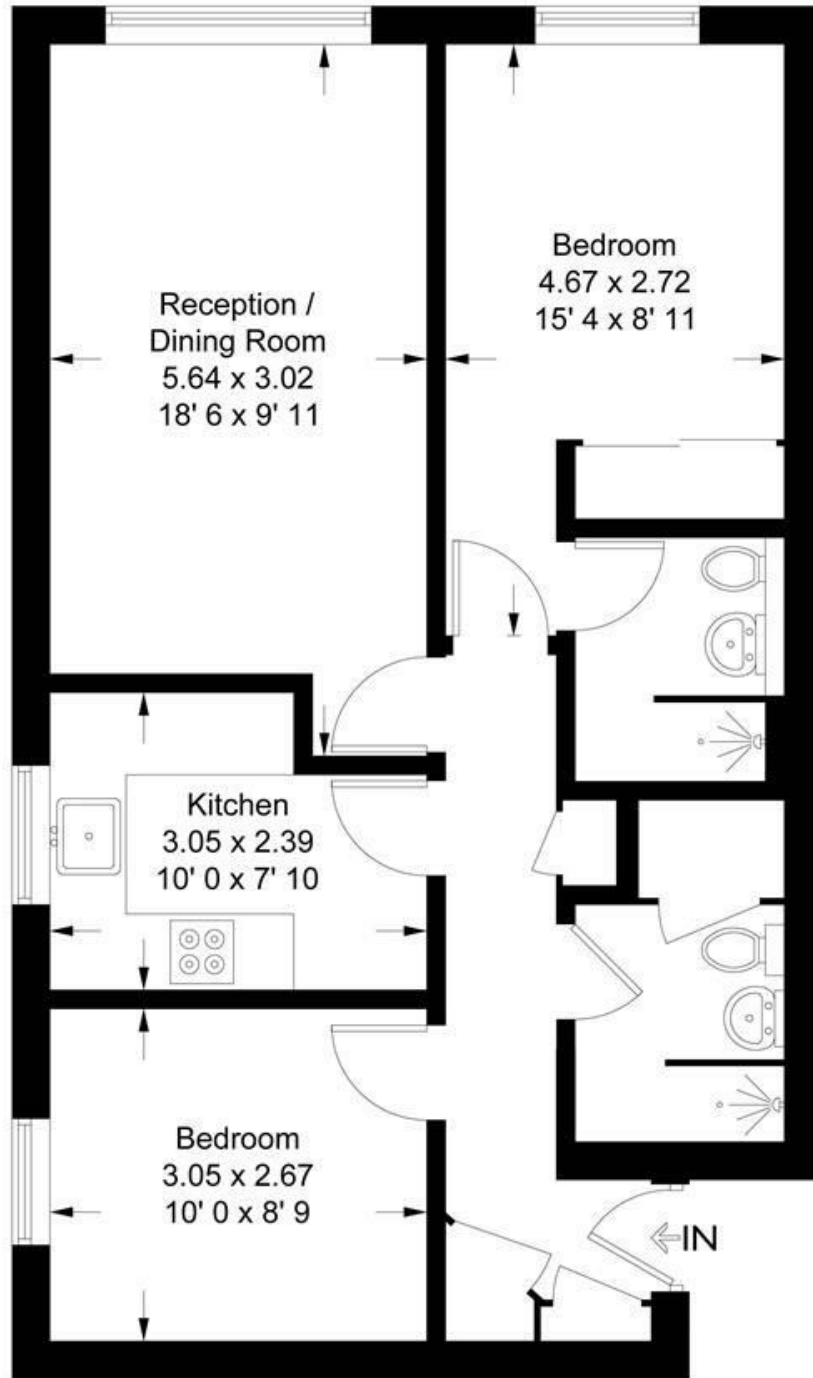 Reception /
Dining Room
5.64 x 3.02
18' 6 x 9' 11
Bedroom
4.67 x 2.72
15' 4 x 8' 11
Kitchen
3.05 x 2.39
10' 0 x 7' 10
Bedroom
3.05 x 2.67
10' 0 x 8' 9
IN